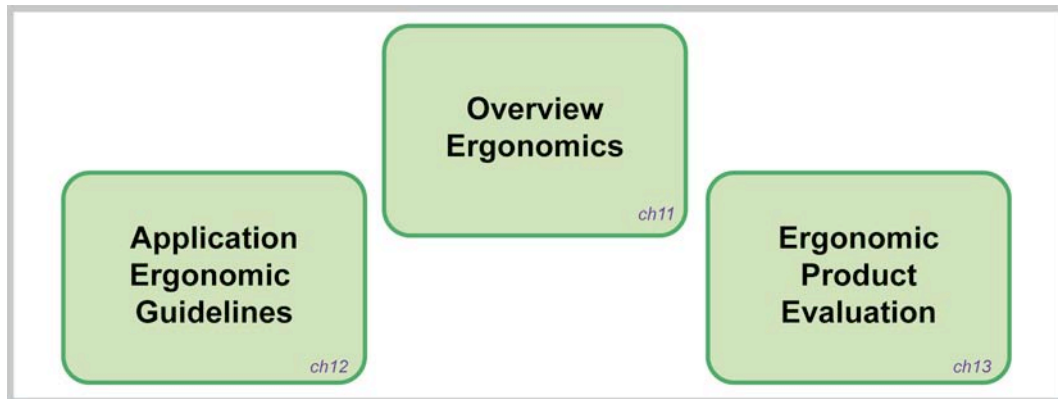 Overview
Ergonomics
ch11
Application
Ergonomic
Guidelines
ch12
Ergonomic
Product
Evaluation
ch13